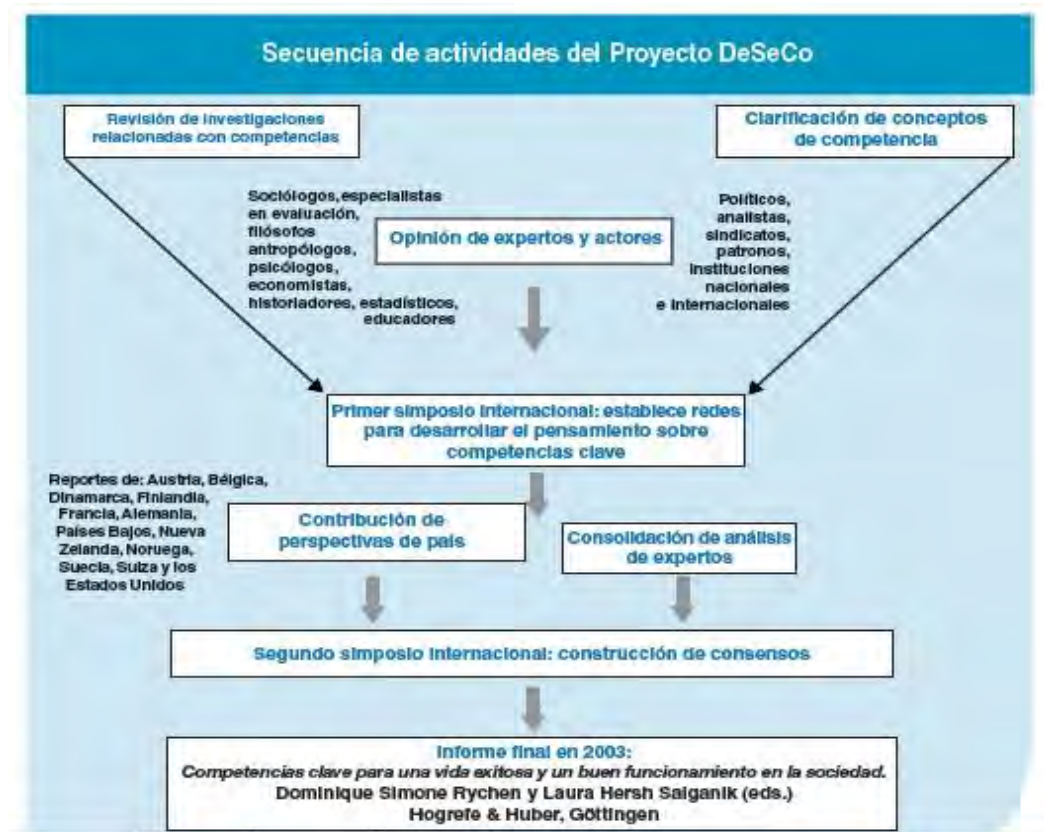 Secuencia de actividades del Proyecto DeSeCo
Revisión de investigaciones
relacionadas con competencias
Clarificación de conceptos
de competencia
Sociólogos, especialistas
en evaluación,
filósofos
antropólogos,
psicólogos,
economistas,
historiadores, estadísticos,
educadores
Opinión de expertos y actores
Políticos,
analistas,
sindicatos,
patronos,
instituciones
nacionales
e internacionales
Primer simposio internacional: establece redes
para desarrollar el pensamiento sobre
competencias clave
Reportes de: Austria, Bélgica,
Dinamarca, Finlandia,
Francia, Alemania,
Países Bajos, Nueva
Zelanda, Noruega,
Suecia, Suiza y los
Estados Unidos
Contribución de
perspectivas de país
Consolidación de análisis
de expertos
Segundo simposio internacional: construcción de consensos
Informe final en 2003:
Competencias clave para una vida exitosa y un buen funcionamiento en la sociedad.
Dominique Simone Rychen y Laura Hersh Salganik (eds.)
Hogrefe & Huber, Göttingen